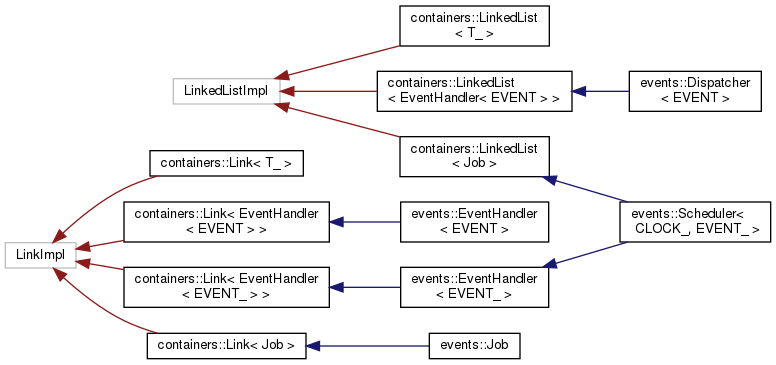 containers::LinkedList
< T_ >
LinkedListImpl
containers::LinkedList
< EventHandler< EVENT > >
events::Dispatcher
< EVENT >
containers::LinkedList
< Job >
containers::Link< T_ >
containers::Link< EventHandler
< EVENT > >
events::EventHandler
< EVENT >
events::Scheduler<
CLOCK_, EVENT_ >
LinkImpl
containers::Link< EventHandler
< EVENT_ > >
events::EventHandler
< EVENT_ >
containers::Link< Job >
events::Job